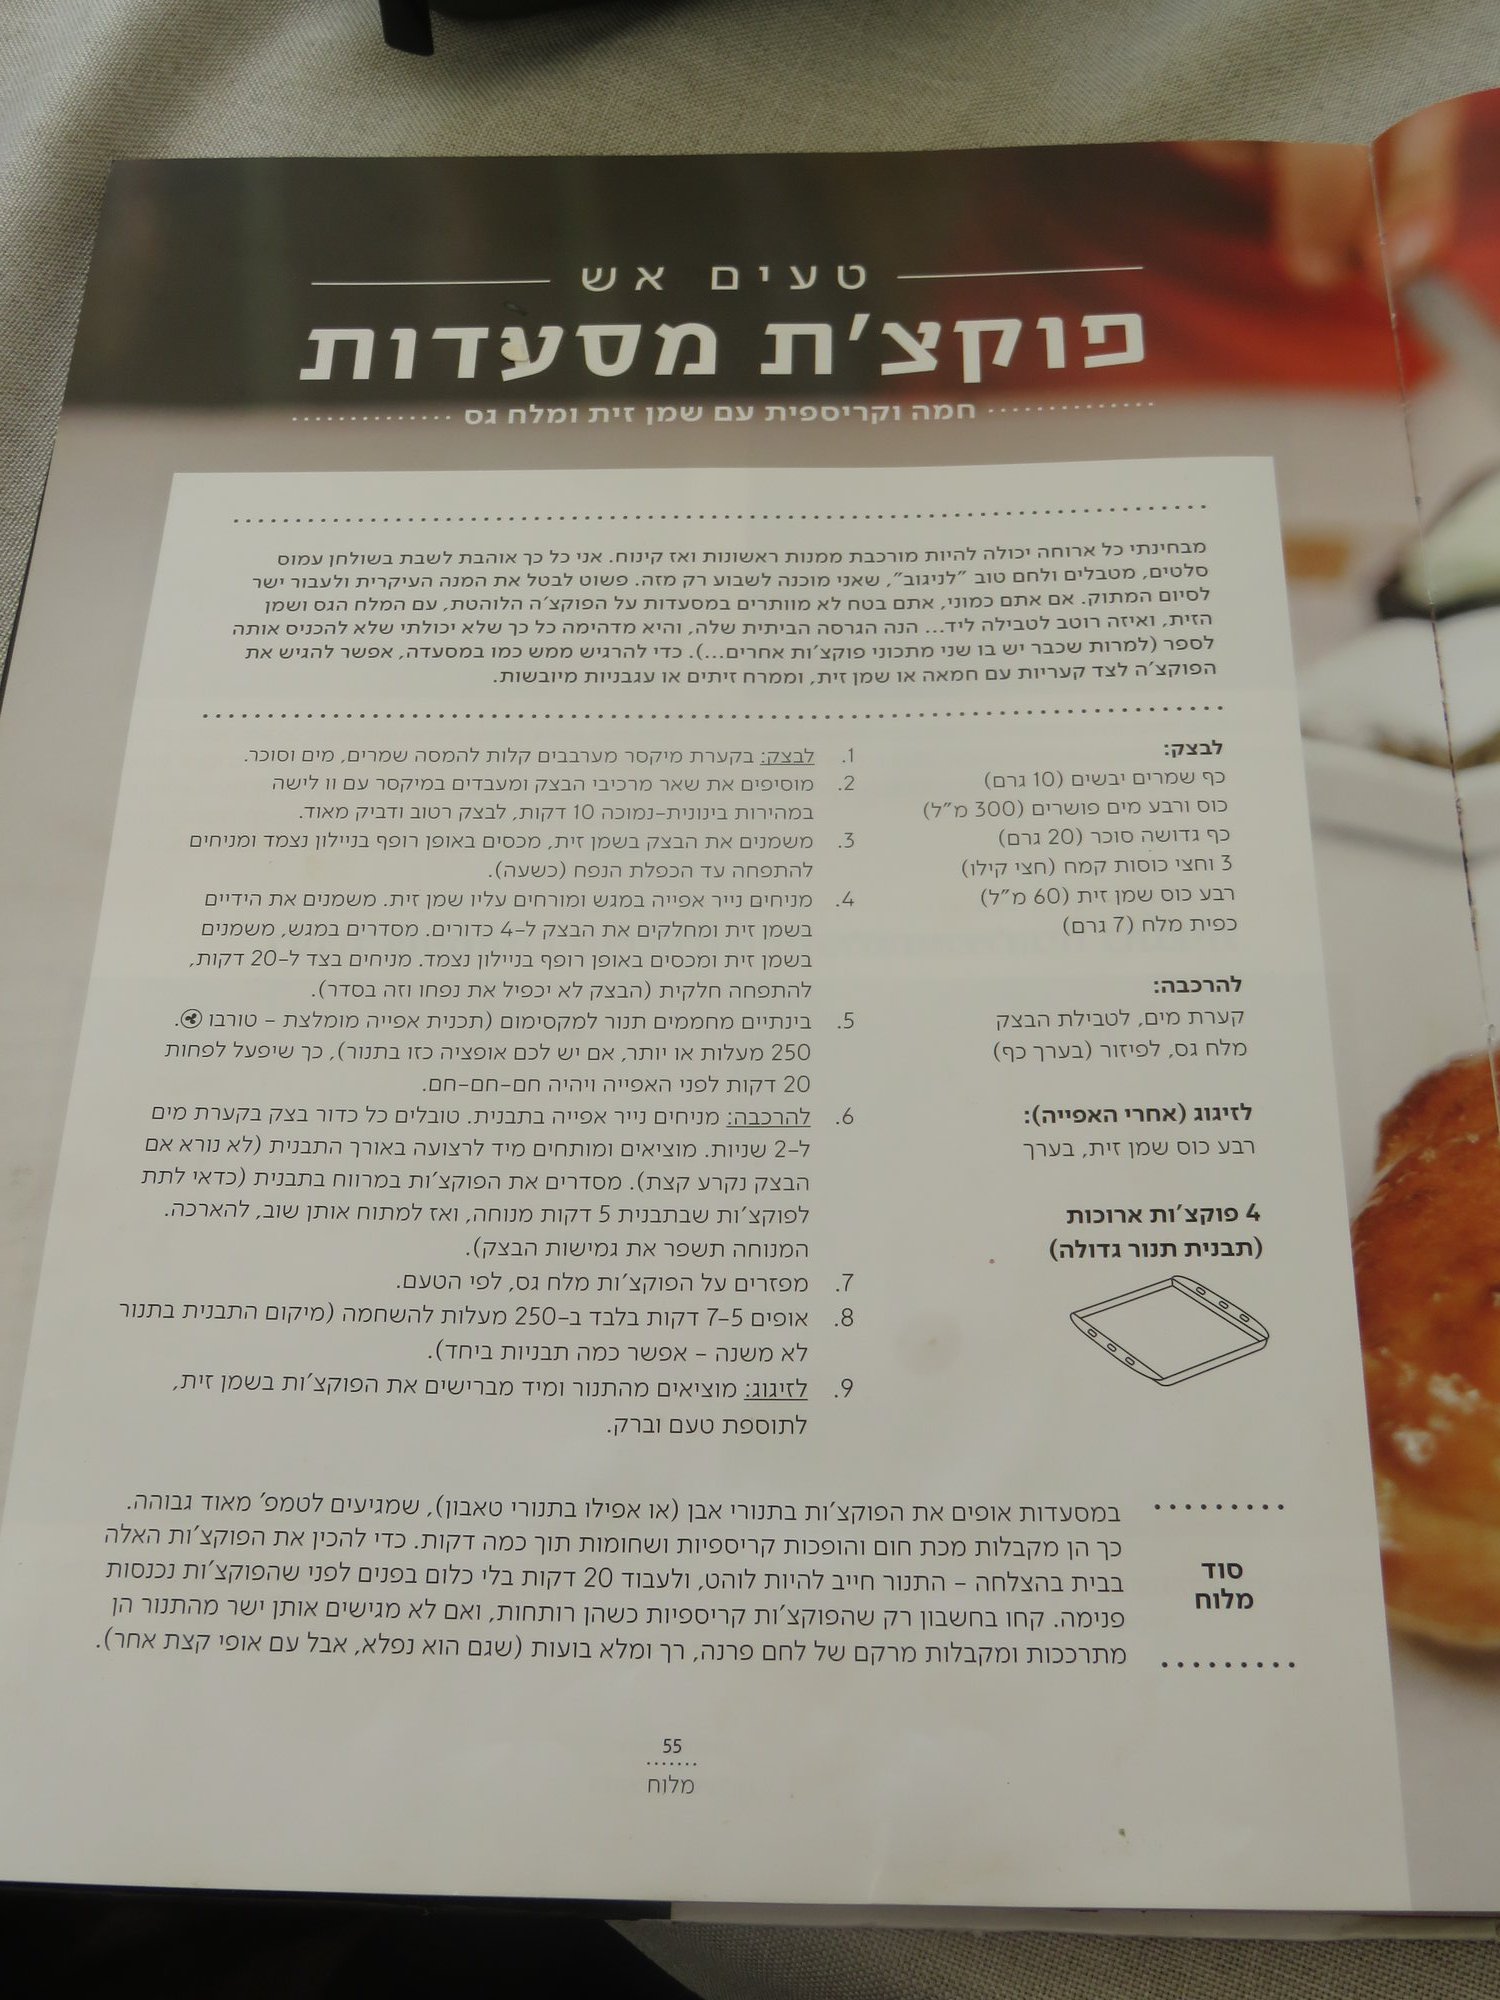 טעים אש
פוקצ'ת מסעדות
חמה וקריספית עם שמן זית ומלח גס
מבחינתי כל ארוחה יכולה להיות מורכבת ממנות ראשונות ואז קינוח. אני כל כך אוהבת לשבת בשולחן עמוס
סלטים, מטבלים ולחם טוב "לניגוב", שאני מוכנה לשבוע רק מזה. פשוט לבטל את המנה העיקרית ולעבור ישר
לסיום המתוק. אם אתם כמוני, אתם בטח לא מוותרים במסעדות על הפוקצ'ה הלוהטת, עם המלח הגס ושמן
הזית, ואיזה רוטב לטבילה ליד... הנה הגרסה הביתית שלה, והיא מדהימה כל כך שלא יכולתי שלא להכניס אותה
לספר (למרות שכבר יש בו שני מתכוני פוקצ'ות אחרים...). כדי להרגיש ממש כמו במסעדה, אפשר להגיש את
הפוקצ'ה לצד קעריות עם חמאה או שמן זית, וממרח זיתים או עגבניות מיובשות.
לבצק:
כף שמרים יבשים (10 גרם)
כוס ורבע מים פושרים (300 מ"ל)
כף גדושה סוכר (20 גרם)
3 וחצי כוסות קמח (חצי קילו)
רבע כוס שמן זית (60 מ"ל)
כפית מלח (7 גרם)
להרכבה:
קערת מים, לטבילת הבצק
מלח גס, לפיזור (בערך כף)
לזיגוג (אחרי האפייה):
רבע כוס שמן זית, בערך
4 פוקצ'ות ארוכות
(תבנית תנור גדולה)
1. לבצק: בקערת מיקסר מערבבים קלות להמסה שמרים, מים וסוכר.
2. מוסיפים את שאר מרכיבי הבצק ומעבדים במיקסר עם וו לישה
במהירות בינונית-נמוכה 10 דקות, לבצק רטוב ודביק מאוד.
3. משמנים את הבצק בשמן זית, מכסים באופן רופף בניילון נצמד ומניחים
להתפחה עד הכפלת הנפח (כשעה).
4. מניחים נייר אפייה במגש ומורחים עליו שמן זית. משמנים את הידיים
בשמן זית ומחלקים את הבצק ל-4 כדורים. מסדרים במגש, משמנים
בשמן זית ומכסים באופן רופף בניילון נצמד. מניחים בצד ל-20 דקות,
להתפחה חלקית (הבצק לא יכפיל את נפחו וזה בסדר).
5. בינתיים מחממים תנור למקסימום (תכנית אפייה מומלצת - טורבו .
250 מעלות או יותר, אם יש לכם אופציה כזו בתנור), כך שיפעל לפחות
20 דקות לפני האפייה ויהיה חם-חם-חם.
6. להרכבה: מניחים נייר אפייה בתבנית. טובלים כל כדור בצק בקערת מים
ל-2 שניות. מוציאים ומותחים מיד לרצועה באורך התבנית (לא נורא אם
הבצק נקרע קצת). מסדרים את הפוקצ'ות במרווח בתבנית (כדאי לתת
לפוקצ'ות שבתבנית 5 דקות מנוחה, ואז למתוח אותן שוב, להארכה.
המנוחה תשפר את גמישות הבצק).
7. מפזרים על הפוקצ'ות מלח גס, לפי הטעם.
8. אופים 7-5 דקות בלבד ב-250 מעלות להשחמה (מיקום התבנית בתנור
לא משנה - אפשר כמה תבניות ביחד).
9. לזיגוג: מוציאים מהתנור ומיד מברישים את הפוקצ'ות בשמן זית,
לתוספת טעם וברק.
סוד
מלוח
במסעדות אופים את הפוקצ'ות בתנורי אבן (או אפילו בתנורי טאבון), שמגיעים לטמפ' מאוד גבוהה.
כך הן מקבלות מכת חום והופכות קריספיות ושחומות תוך כמה דקות. כדי להכין את הפוקצ'ות האלה
בבית בהצלחה - התנור חייב להיות לוהט, ולעבוד 20 דקות בלי כלום בפנים לפני שהפוקצ'ות נכנסות
פנימה. קחו בחשבון רק שהפוקצ'ות קריספיות כשהן רותחות, ואם לא מגישים אותן ישר מהתנור הן
מתרככות ומקבלות מרקם של לחם פרנה, רך ומלא בועות (שגם הוא נפלא, אבל עם אופי קצת אחר).
55
מלוח